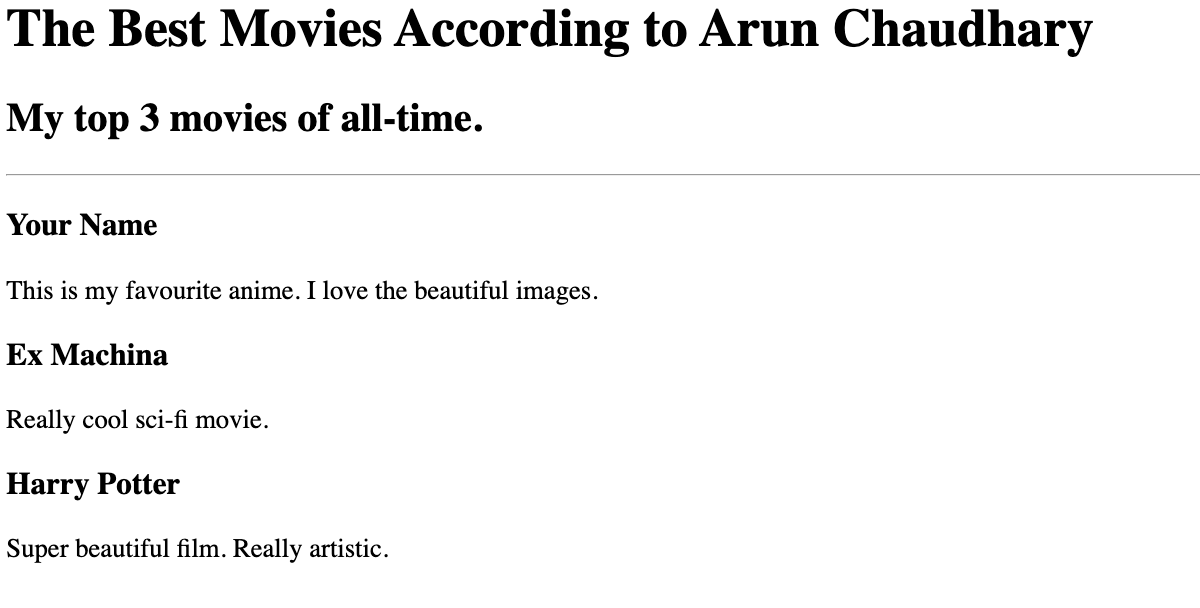 The Best Movies According to Arun Chaudhary
My top 3 movies of all-time.
Your Name
This is my favourite anime. I love the beautiful images.
Ex Machina
Really cool sci-fi movie.
Harry Potter
Super beautiful film. Really artistic.